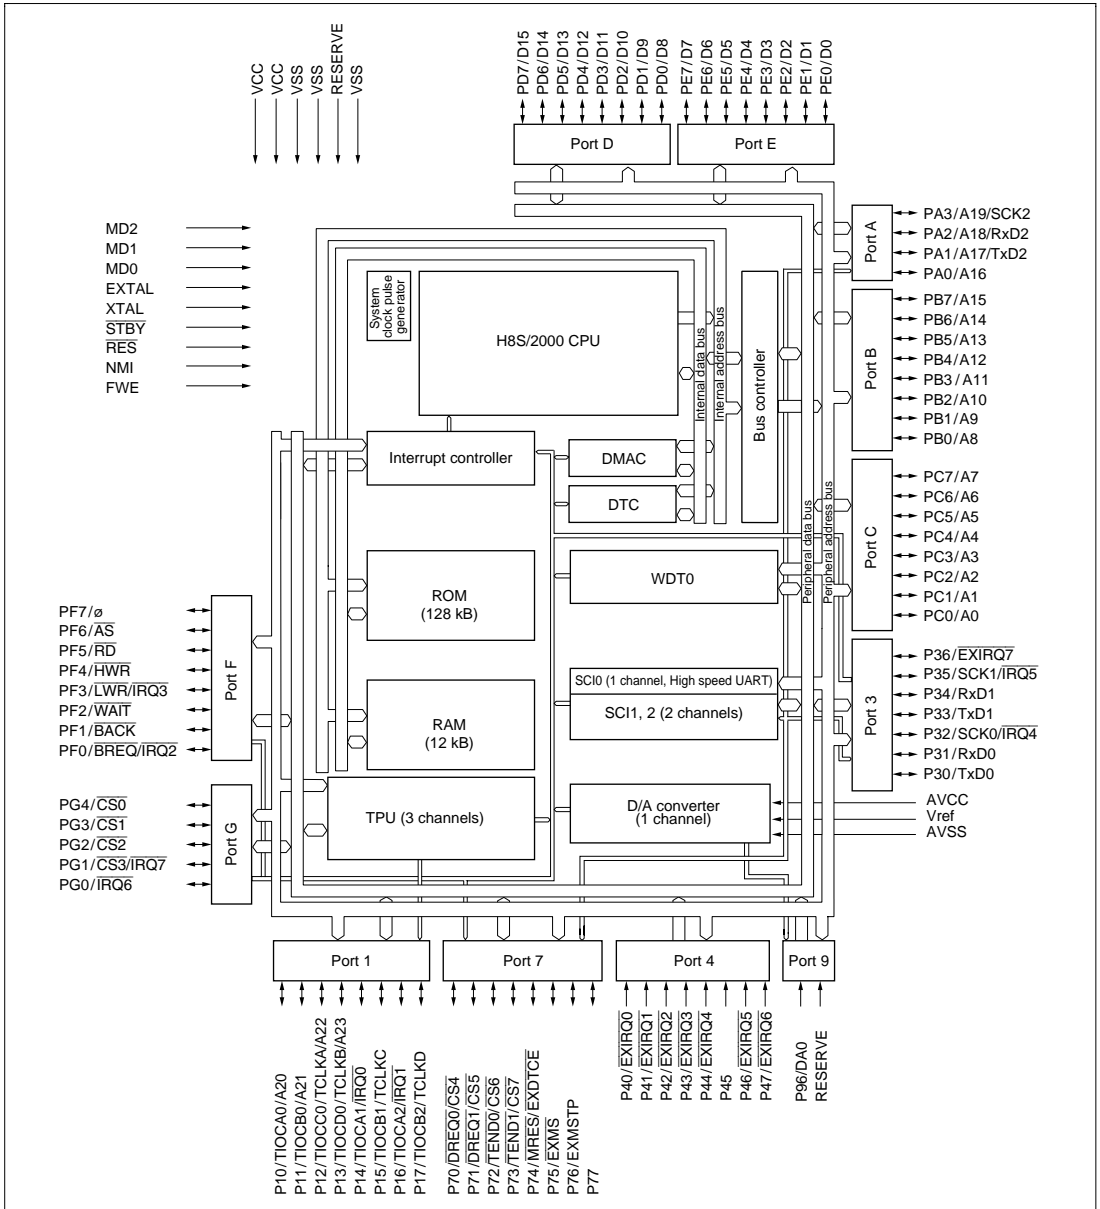 VCC
VCC
VSS
VSS
RESERVE
VSS
PD7/D15
PD6/D14
PD5/D13
PD4/D12
PD3/D11
PD2/D10
PD1/D9
PD0/D8
PE7/D7
PE6/D6
PE5/D5
PE4/D4
PE3/D3
PE2/D2
PE1/D1
PE0/D0
Port D
Port E
MD2
MD1
MD0
EXTAL
XTAL
STBY
RES
NMI
FWE
System
clock pulse
generator
H8S/2000 CPU
Internal data bus
Internal address bus
Bus controller
Peripheral data bus
Peripheral address bus
Port A
PA3/A19/SCK2
PA2/A18/RxD2
PA1/A17/TxD2
PA0/A16
Port B
PB7/A15
PB6/A14
PB5/A13
PB4/A12
PB3/A11
PB2/A10
PB1/A9
PB0/A8
Interrupt controller
DMAC
DTC
Port C
PC7/A7
PC6/A6
PC5/A5
PC4/A4
PC3/A3
PC2/A2
PC1/A1
PC0/A0
ROM
(128 kB)
WDT0
RAM
(12 kB)
SCI0 (1 channel, High speed UART)
SCI1, 2 (2 channels)
Port 3
P36/EXIRQ7
P35/SCK1/IRQ5
P34/RxD1
P33/TxD1
P32/SCK0/IRQ4
P31/RxD0
P30/TxD0
PF7/ø
PF6/AS
PF5/RD
PF4/HWR
PF3/LWR/IRQ3
PF2/WAIT
PF1/BACK
PF0/BREQ/IRQ2
Port F
PG4/CS0
PG3/CS1
PG2/CS2
PG1/CS3/IRQ7
PG0/IRQ6
Port G
TPU (3 channels)
D/A converter
(1 channel)
AVCC
Vref
AVSS
Port 1
Port 7
Port 4
Port 9
P10/TIOCA0/A20
P11/TIOCB0/A21
P12/TIOCC0/TCLKA/A22
P13/TIOCD0/TCLKB/A23
P14/TIOCA1/IRQ0
P15/TIOCB1/TCLKC
P16/TIOCA2/IRQ1
P17/TIOCB2/TCLKD
P70/DREQ0/CS4
P71/DREQ1/CS5
P72/TEND0/CS6
P73/TEND1/CS7
P74/MRES/EXDTCE
P75/EXMS
P76/EXMSTP
P77
P40/EXIRQ0
P41/EXIRQ1
P42/EXIRQ2
P43/EXIRQ3
P44/EXIRQ4
P45
P46/EXIRQ5
P47/EXIRQ6
P96/DA0
RESERVE